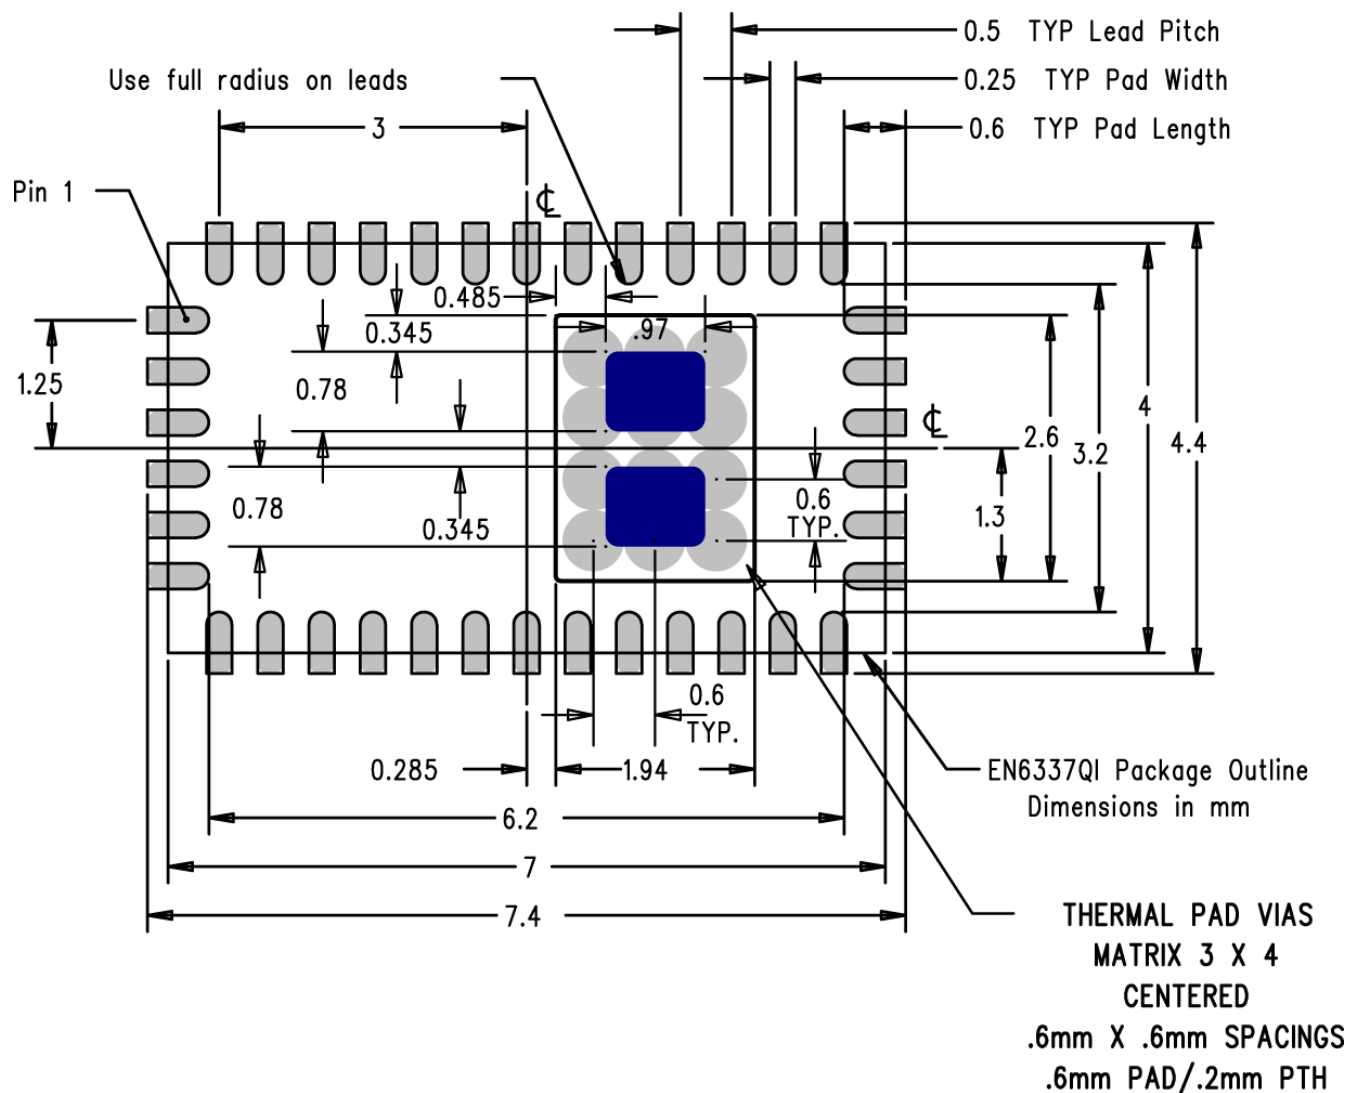 0.5 TYP Lead Pitch
Use full radius on leads
0.25 TYP Pad Width
3
0.6 TYP Pad Length
Pin 1
℄
0.485
0.345
.97
1.25
0.78
4
℄
2.6
3.2
4.4
0.78
0.345
0.6
TYP.
1.3
0.6
TYP.
0.285
1.94
EN6337QI Package Outline
Dimensions in mm
6.2
7
7.4
THERMAL PAD VIAS
MATRIX 3 X 4
CENTERED
.6mm X .6mm SPACINGS
.6mm PAD/.2mm PTH